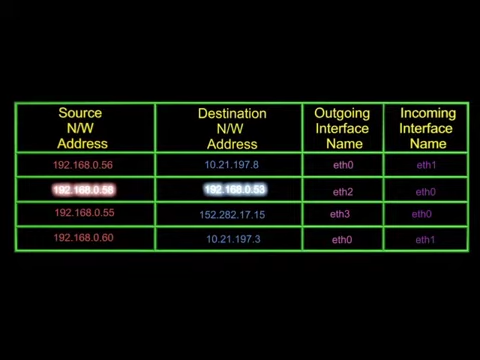 Source N/W Address
Destination N/W Address
Outgoing Interface Name
Incoming Interface Name
192.168.0.56 10.21.197.8 eth0 eth1
192.168.0.58 192.168.0.53 eth2 eth0
192.168.0.55 152.282.17.15 eth3 eth0
192.168.0.60 10.21.197.3 eth0 eth1